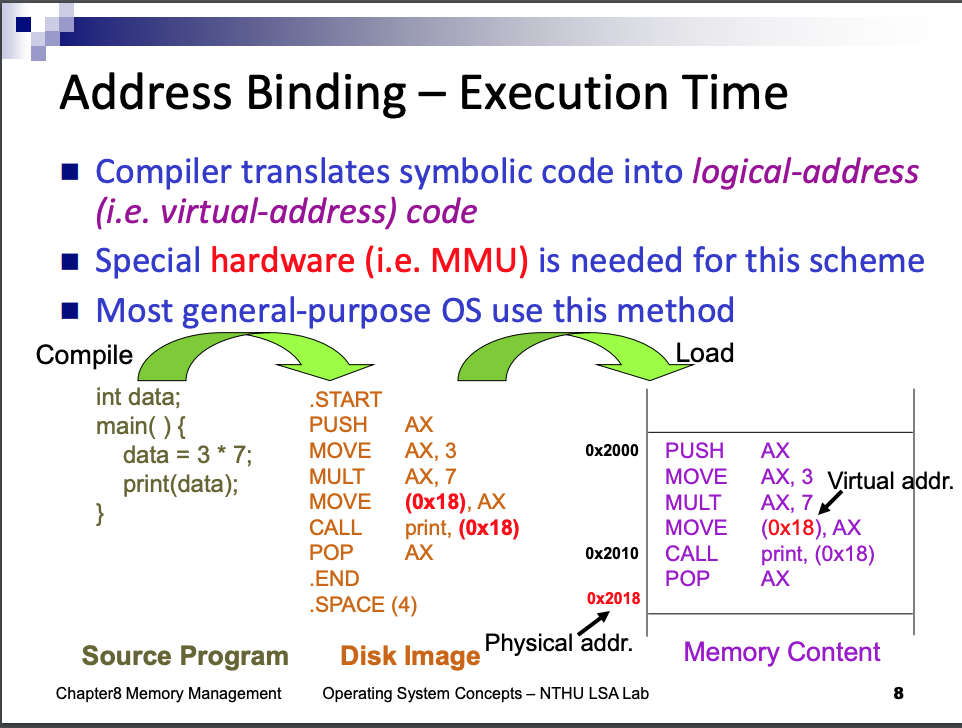 Address Binding – Execution Time
Compiler translates symbolic code into logical-address
(i.e. virtual-address) code
Special hardware (i.e. MMU) is needed for this scheme
Most general-purpose OS use this method
Compile
Load
int data;
main( ) {
data = 3 * 7;
print(data);
}
.START
PUSH AX
MOVE AX, 3
MULT AX, 7
MOVE (0x18), AX
CALL print, (0x18)
POP AX
.END
.SPACE (4)
0x2000 PUSH AX
MOVE AX, 3
Virtual addr.
MULT AX, 7
MOVE (0x18), AX
0x2010 CALL print, (0x18)
POP AX
0x2018
Physical addr.
Source Program
Disk Image
Memory Content
Chapter8 Memory Management
Operating System Concepts – NTHU LSA Lab
8